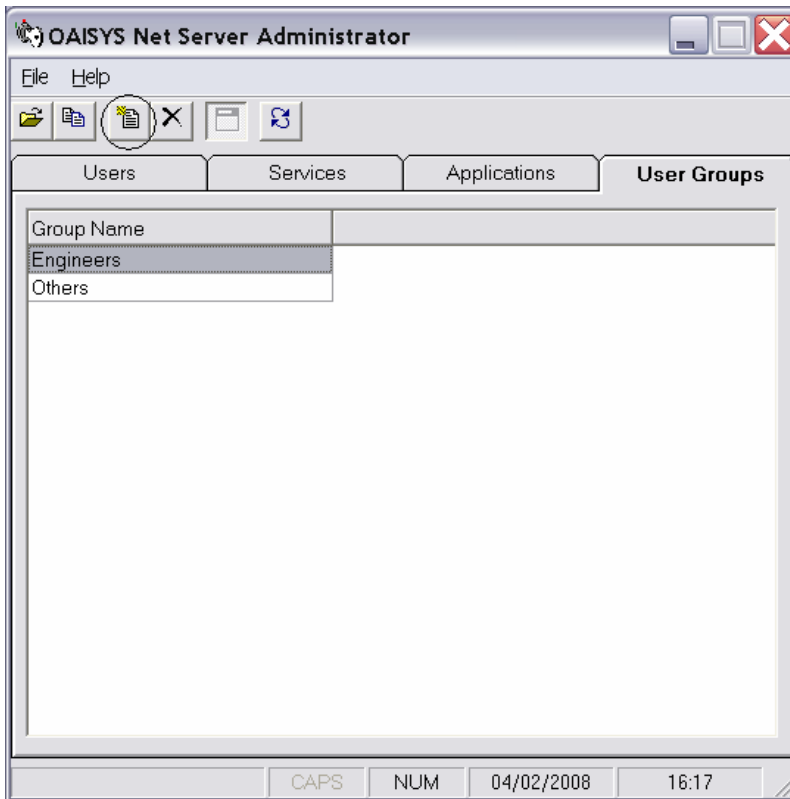 OAISYS Net Server Administrator
File Help
Users Services Applications User Groups
Group Name
Engineers
Others
CAPS NUM 04/02/2008 16:17